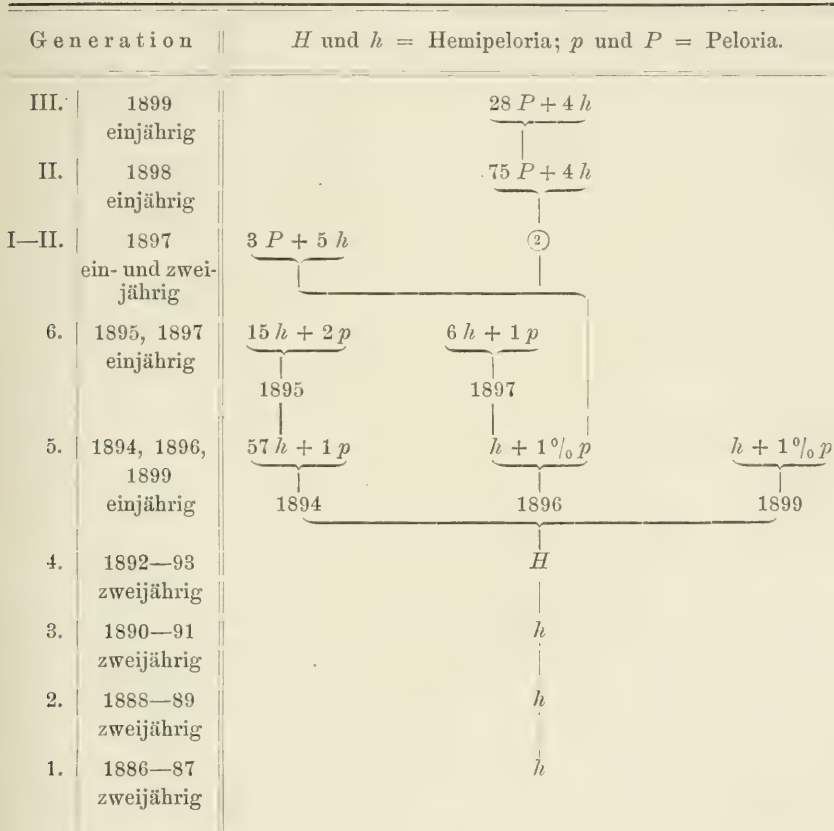 Generation H und h = Hemipeloria; p und P = Peloria.
III. 1899 28 P + 4 h
einjährig
II. 1898 75 P + 4 h
einjährig
I—II. 1897 3 P + 5 h 2
ein- und zwei-
jährig
6. 1895, 1897 15 h + 2 p 6 h + 1 p
einjährig
1895 1897
5. 1894, 1896, 57 h + 1 p h + 1 % p h + 1 % p
1899
einjährig 1894 1896 1899
4. 1892—93 H
zweijährig
3. 1890—91 h
zweijährig
2. 1888—89 h
zweijährig
1. 1886—87 h
zweijährig